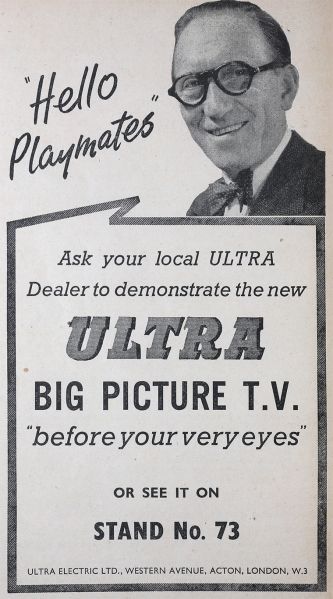 "Hello
Playmates"
Ask your local ULTRA
Dealer to demonstrate the new
ULTRA
BIG PICTURE T.V.
"before your very eyes"
OR SEE IT ON
STAND No. 73
ULTRA ELECTRIC LTD., WESTERN AVENUE, ACTON, LONDON, W.3